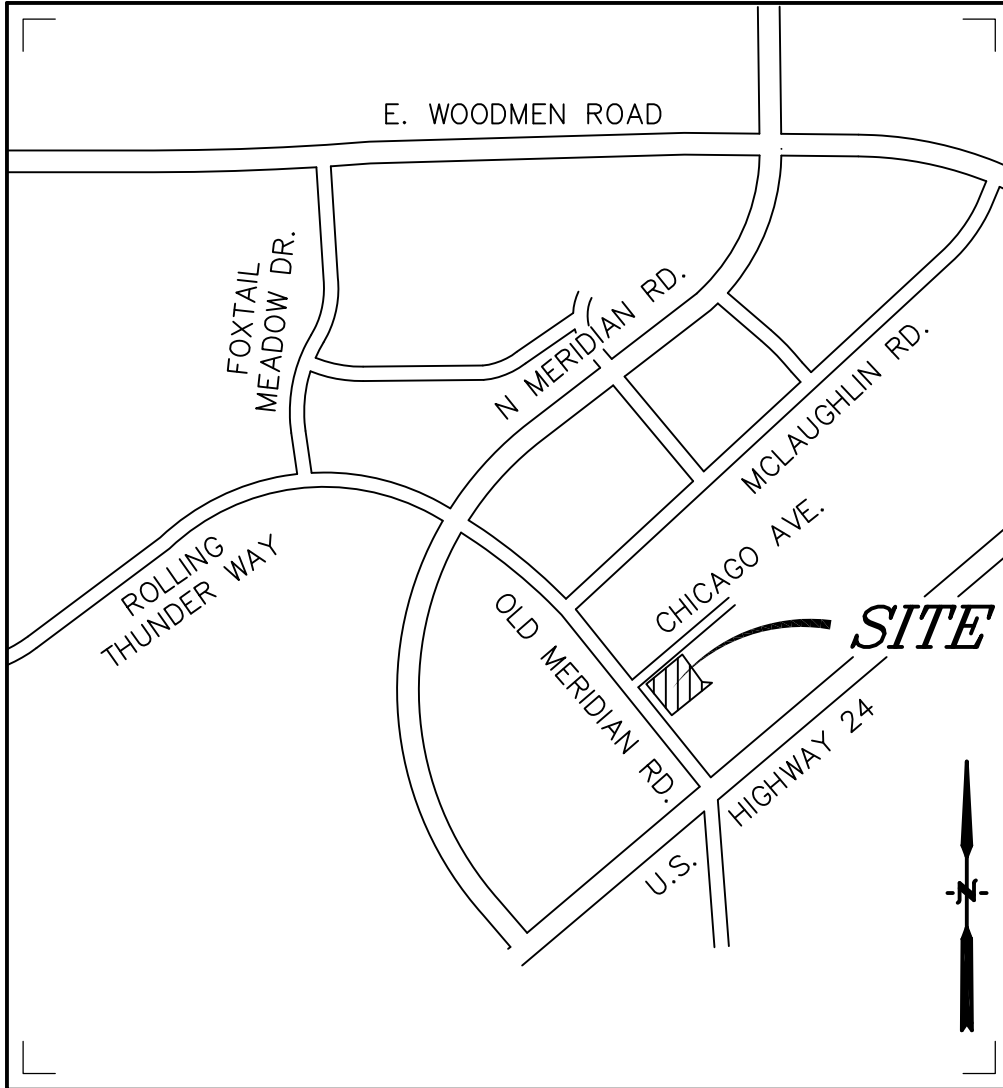 E. WOODMEN ROAD
FOXTAIL
MEADOW DR.
N MERIDIAN RD.
MCLAUGHLIN RD.
CHICAGO AVE.
ROLLING
THUNDER WAY
OLD MERIDIAN RD.
SITE
U.S. HIGHWAY 24
N